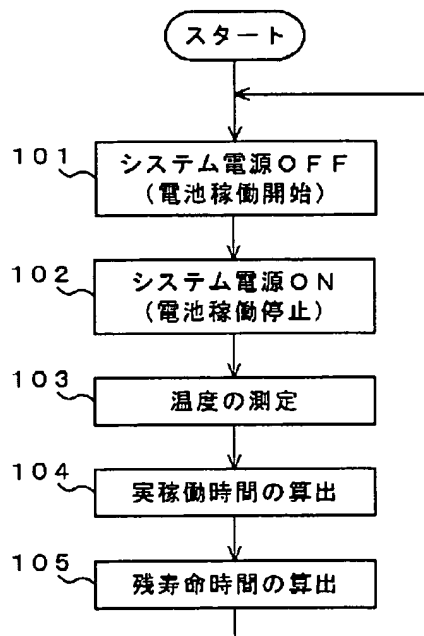 スタート
101
システム電源OFF
(電池稼働開始)
102
システム電源ON
(電池稼働停止)
103
温度の測定
104
実稼働時間の算出
105
残寿命時間の算出